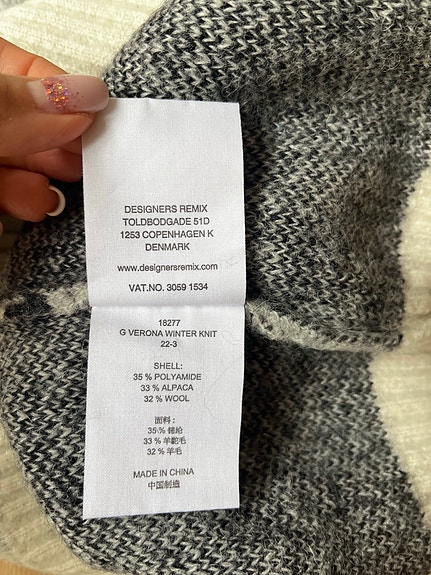 DESIGNERS REMIX
TOLDBODGADE 51D
1253 COPENHAGEN K
DENMARK
www.designersremix.com
VAT.NO. 3059 1534
18277
G VERONA WINTER KNIT
22-3
SHELL:
35 % POLYAMIDE
33 % ALPACA
32 % WOOL
面料:
35 % 锦纶
33 % 羊驼毛
32 % 羊毛
MADE IN CHINA
中国制造